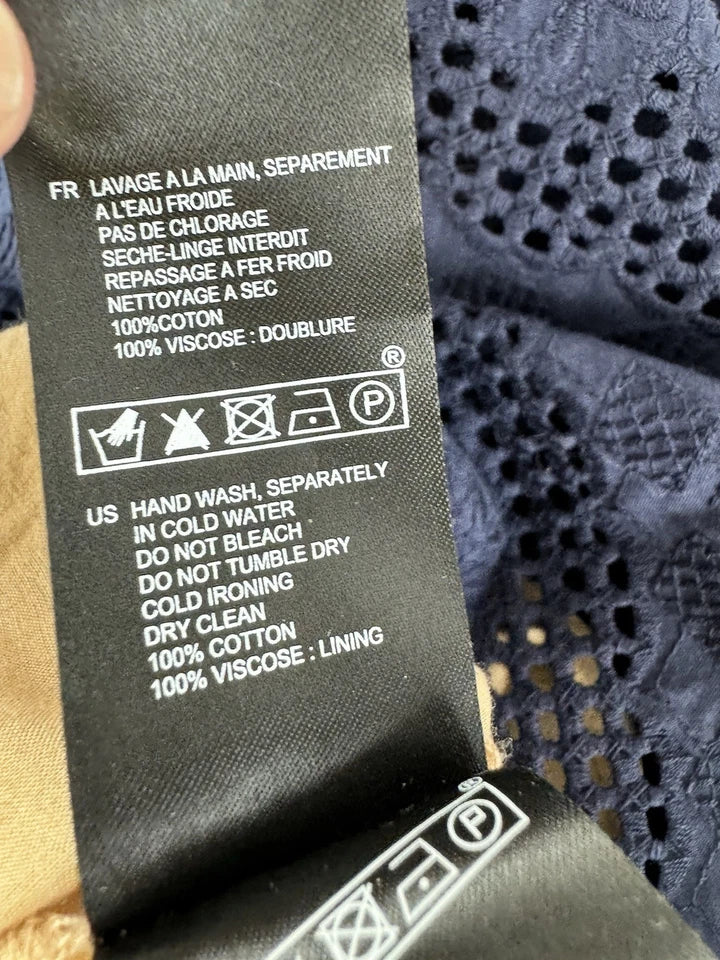 FR LAVAGE A LA MAIN, SEPAREMENT
A L'EAU FROIDE
PAS DE CHLORAGE
SECHE-LINGE INTERDIT
REPASSAGE A FER FROID
NETTOYAGE A SEC
100%COTON
100% VISCOSE : DOUBLURE
®
P
US HAND WASH, SEPARATELY
IN COLD WATER
DO NOT BLEACH
DO NOT TUMBLE DRY
COLD IRONING
DRY CLEAN
100% COTTON
100% VISCOSE : LINING
®
P